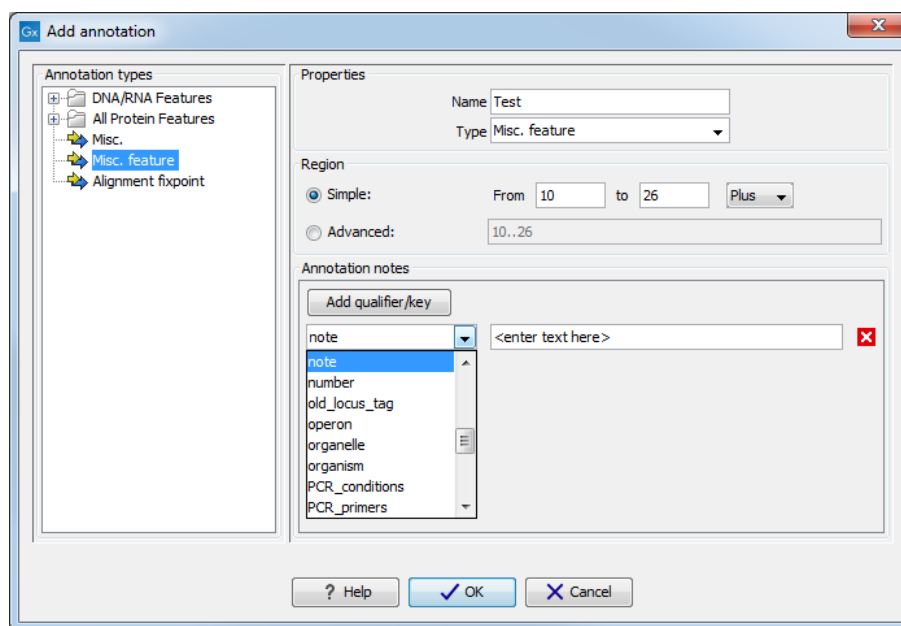 Gx Add annotation
Annotation types
DNA/RNA Features
All Protein Features
Misc.
Misc. feature
Alignment fixpoint
Properties
Name Test
Type Misc. feature
Region
Simple: From 10 to 26 Plus
Advanced: 10..26
Annotation notes
Add qualifier/key
note <enter text here>
note
number
old_locus_tag
operon
organelle
organism
PCR_conditions
PCR_primers
? Help OK Cancel